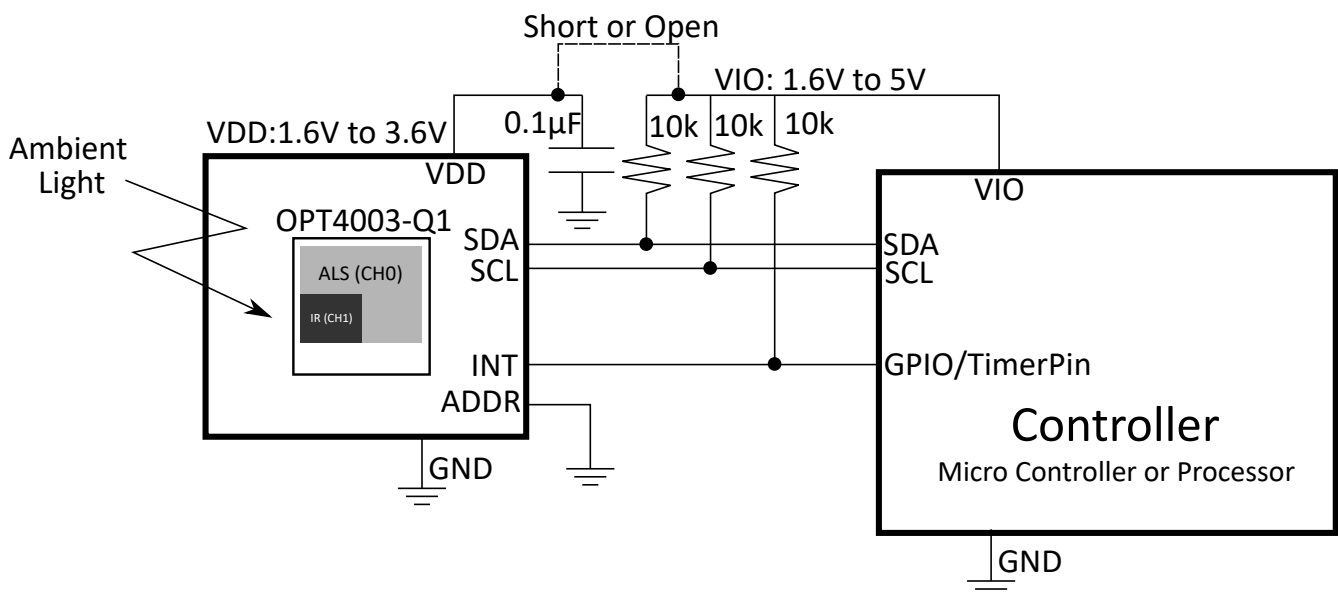 Short or Open
VIO: 1.6V to 5V
VDD:1.6V to 3.6V
0.1µF
10k
10k
10k
Ambient
Light
VDD
VIO
OPT4003-Q1
SDA
SCL
ALS (CH0)
IR (CH1)
SDA
SCL
INT
ADDR
GPIO/TimerPin
Controller
Micro Controller or Processor
GND
GND